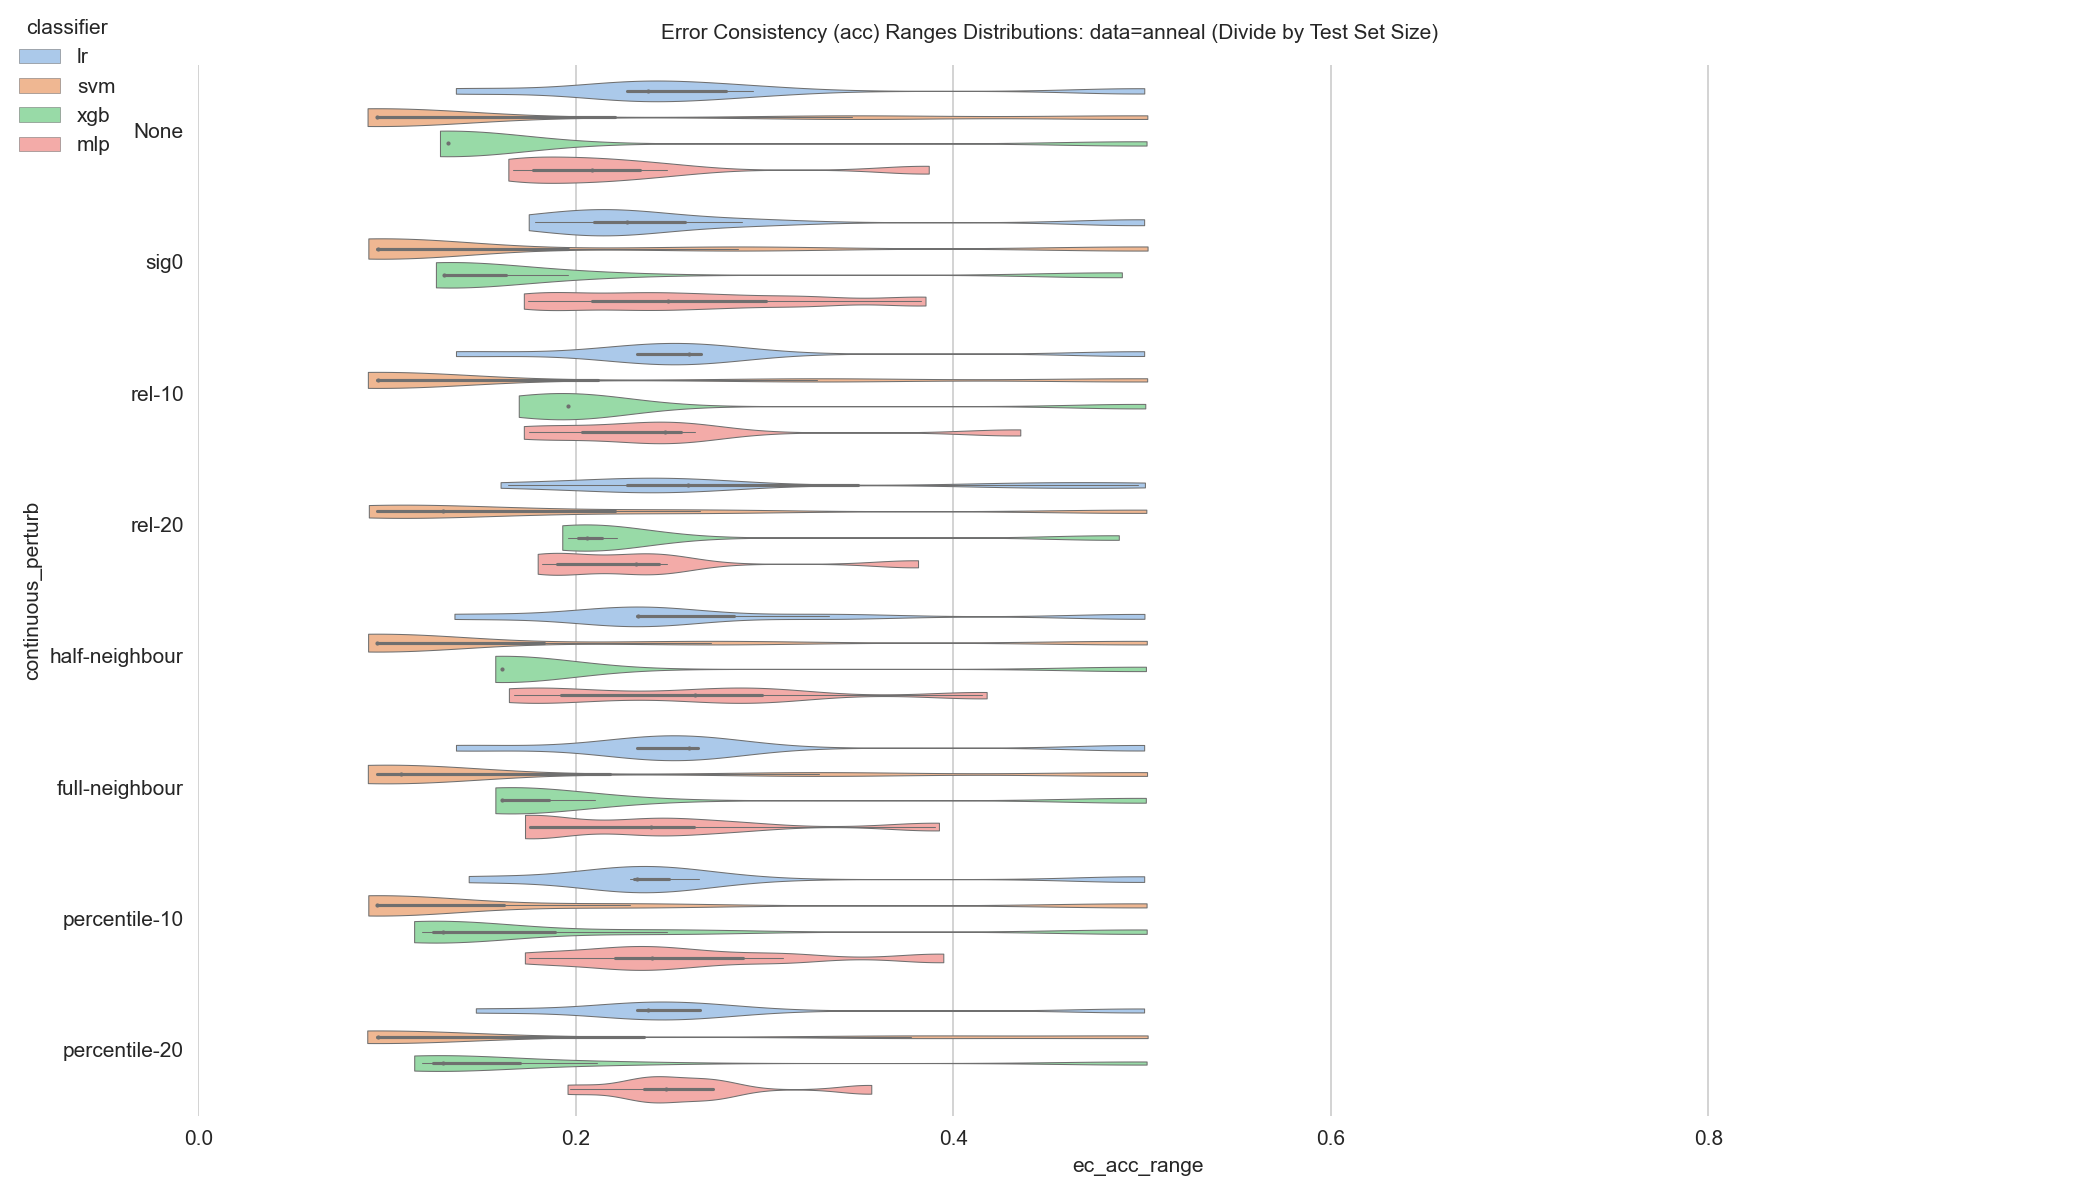 Error Consistency (acc) Ranges Distributions: data=anneal (Divide by Test Set Size)
classifier
lr
svm
xgb
mlp
None
sig0
rel-10
rel-20
half-neighbour
full-neighbour
percentile-10
percentile-20
continuous_perturb
0.0
0.2
0.4
0.6
0.8
ec_acc_range